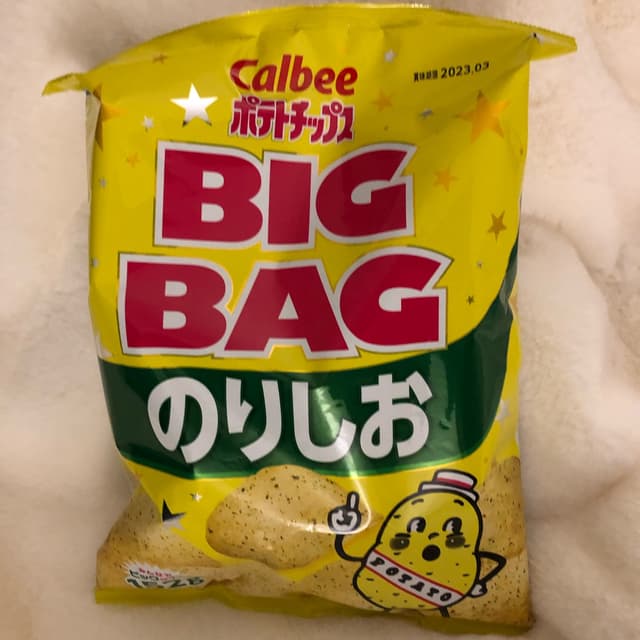 Calbee
賞味期限 2023.03
ポテトチップス
BIG
BAG
のりしお
POTATO